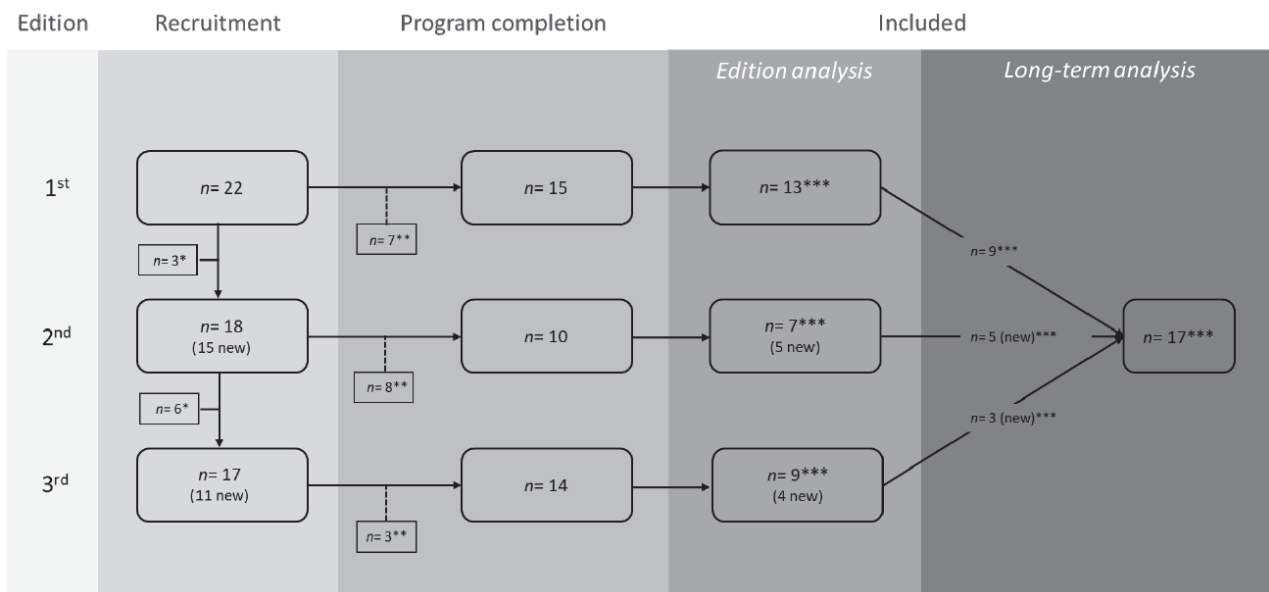 Edition
Recruitment
Program completion
Included
Edition analysis
Long-term analysis
1st
n= 22
n= 15
n= 13***
n= 7**
n= 3*
n= 9***
2nd
n= 18
(15 new)
n= 10
n= 7***
(5 new)
n= 5 (new)***
n= 17***
n= 8**
n= 6*
n= 3 (new)***
3rd
n= 17
(11 new)
n= 14
n= 9***
(4 new)
n= 3**